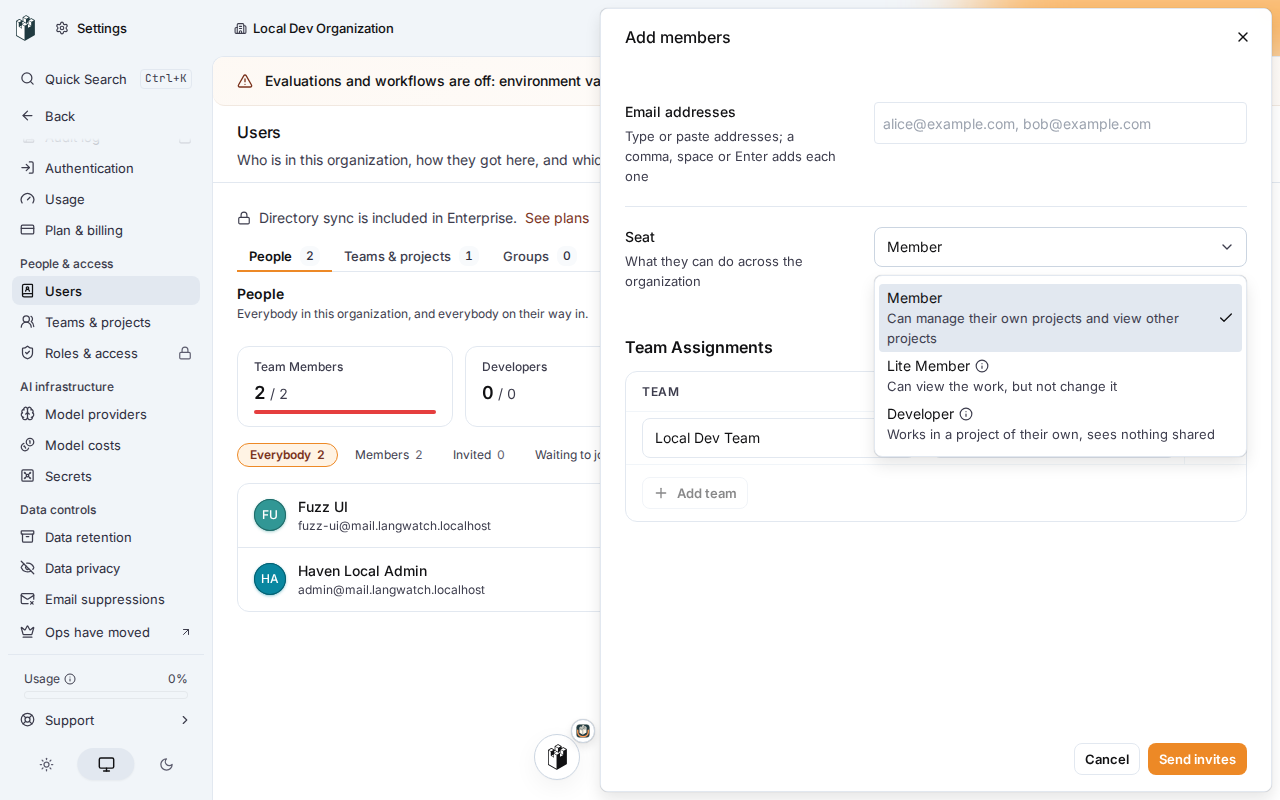 Settings
Local Dev Organization
Quick Search
Ctrl+K
Back
Authentication
Usage
Plan & billing
People & access
Users
Teams & projects
Roles & access
AI infrastructure
Model providers
Model costs
Secrets
Data controls
Data retention
Data privacy
Email suppressions
Ops have moved
Usage
0%
Support
Evaluations and workflows are off: environment va
Users
Who is in this organization, how they got here, and whic
Directory sync is included in Enterprise. See plans
People 2
Teams & projects 1
Groups 0
People
Everybody in this organization, and everybody on their way in.
Team Members
2 / 2
Developers
0 / 0
Everybody 2
Members 2
Invited 0
Waiting to jo
FU
Fuzz UI
fuzz-ui@mail.langwatch.localhost
HA
Haven Local Admin
admin@mail.langwatch.localhost
Add members
Email addresses
Type or paste addresses; a
comma, space or Enter adds each
one
alice@example.com, bob@example.com
Seat
What they can do across the
organization
Member
Member
Can manage their own projects and view other
projects
Lite Member
Can view the work, but not change it
Developer
Works in a project of their own, sees nothing shared
Team Assignments
TEAM
Local Dev Team
Add team
Cancel
Send invites